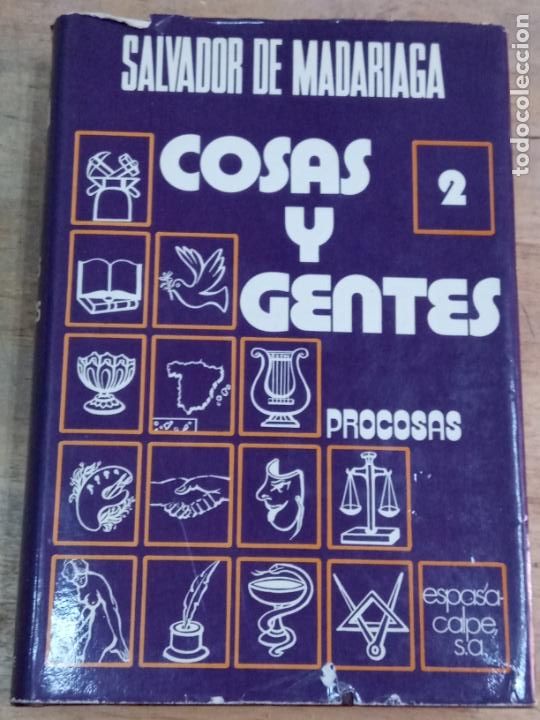 SALVADOR DE MADARIAGA
COSAS
2
Y
GENTES
PROCOSAS
espasa-
calpe,
s.a.
todocoleccion